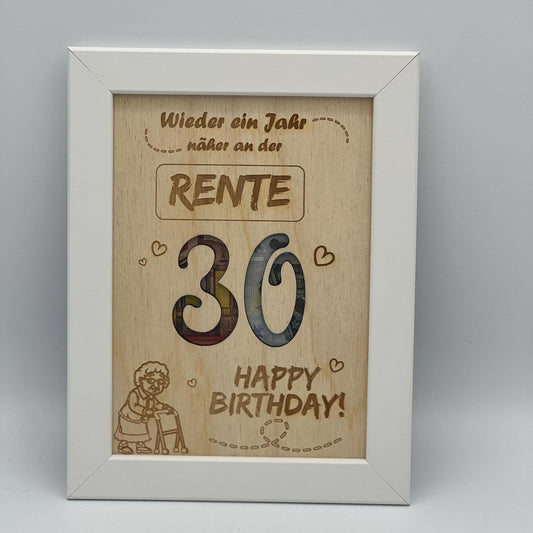 Wieder ein Jahr
näher an der
RENTE
30
HAPPY
BIRTHDAY!